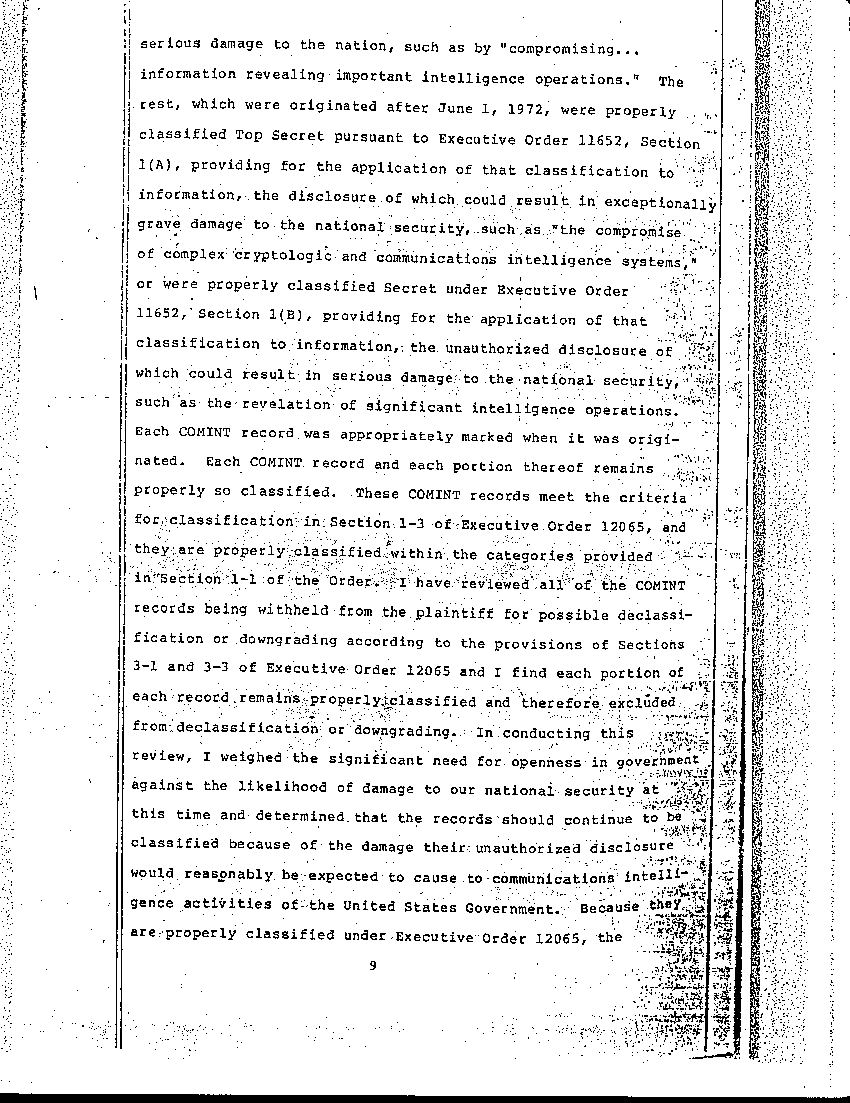 serious damage to the nation, such as by "compromising...
information revealing important intelligence operations." The
rest, which were originated after June 1, 1972, were properly
classified Top Secret pursuant to Executive Order 11652, Section
1(A), providing for the application of that classification to
information, the disclosure of which could result in exceptionally
grave damage to the national security, such as "the compromise
of complex cryptologic and communications intelligence systems,"
or were properly classified Secret under Executive Order
11652, Section 1(B), providing for the application of that
classification to information, the unauthorized disclosure of
which could result in serious damage to the national security,
such as the revelation of significant intelligence operations.
Each COMINT record was appropriately marked when it was origi-
nated. Each COMINT record and each portion thereof remains
properly so classified. These COMINT records meet the criteria
for classification in Section 1-3 of Executive Order 12065, and
they are properly classified within the categories provided
in Section 1-1 of the Order. I have reviewed all of the COMINT
records being withheld from the plaintiff for possible declassi-
fication or downgrading according to the provisions of Sections
3-1 and 3-3 of Executive Order 12065 and I find each portion of
each record remains properly classified and therefore excluded
from declassification or downgrading. In conducting this
review, I weighed the significant need for openness in government
against the likelihood of damage to our national security at
this time and determined that the records should continue to be
classified because of the damage their unauthorized disclosure
would reasonably be expected to cause to communications intelli-
gence activities of the United States Government. Because they
are properly classified under Executive Order 12065, the
9